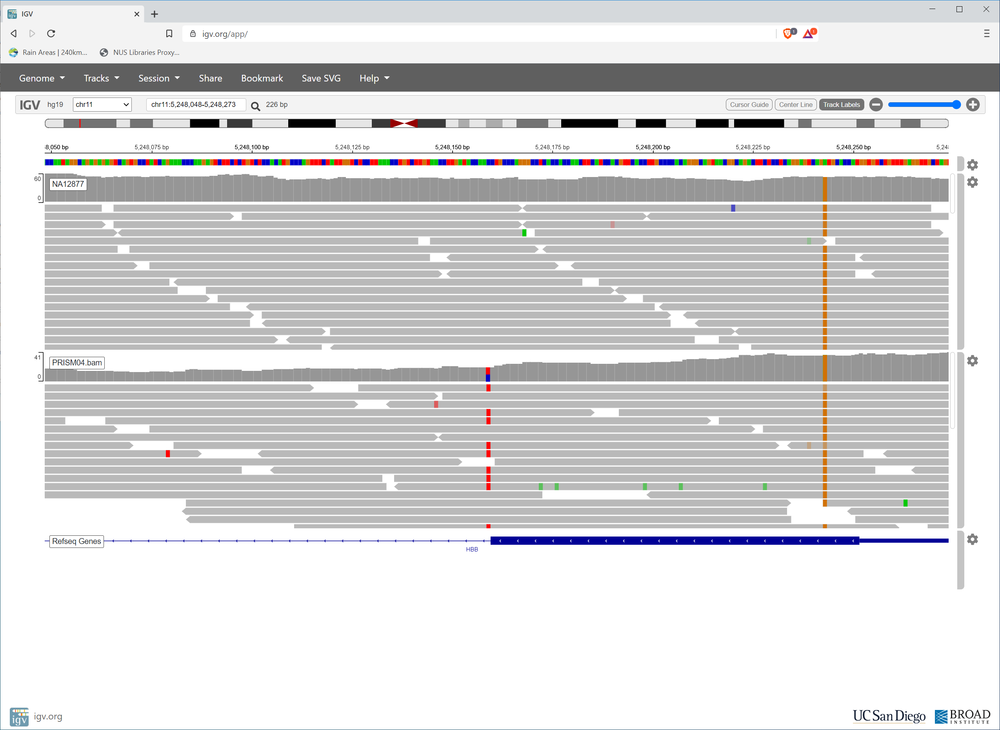 IGV
igv.org/app/
1
1
Rain Areas | 240km...
NUS Libraries Proxy...
Genome Tracks Session Share Bookmark Save SVG Help
IGV hg19 chr11 chr11:5,248,048-5,248,273 226 bp Cursor Guide Center Line Track Labels
8,050 bp 5,248,075 bp 5,248,100 bp 5,248,125 bp 5,248,150 bp 5,248,175 bp 5,248,200 bp 5,248,225 bp 5,248,250 bp 5,248
60
NA12877
0
41
PRISM04.bam
0
Refseq Genes
HBB
igv
igv.org
UC San Diego
BROAD
INSTITUTE